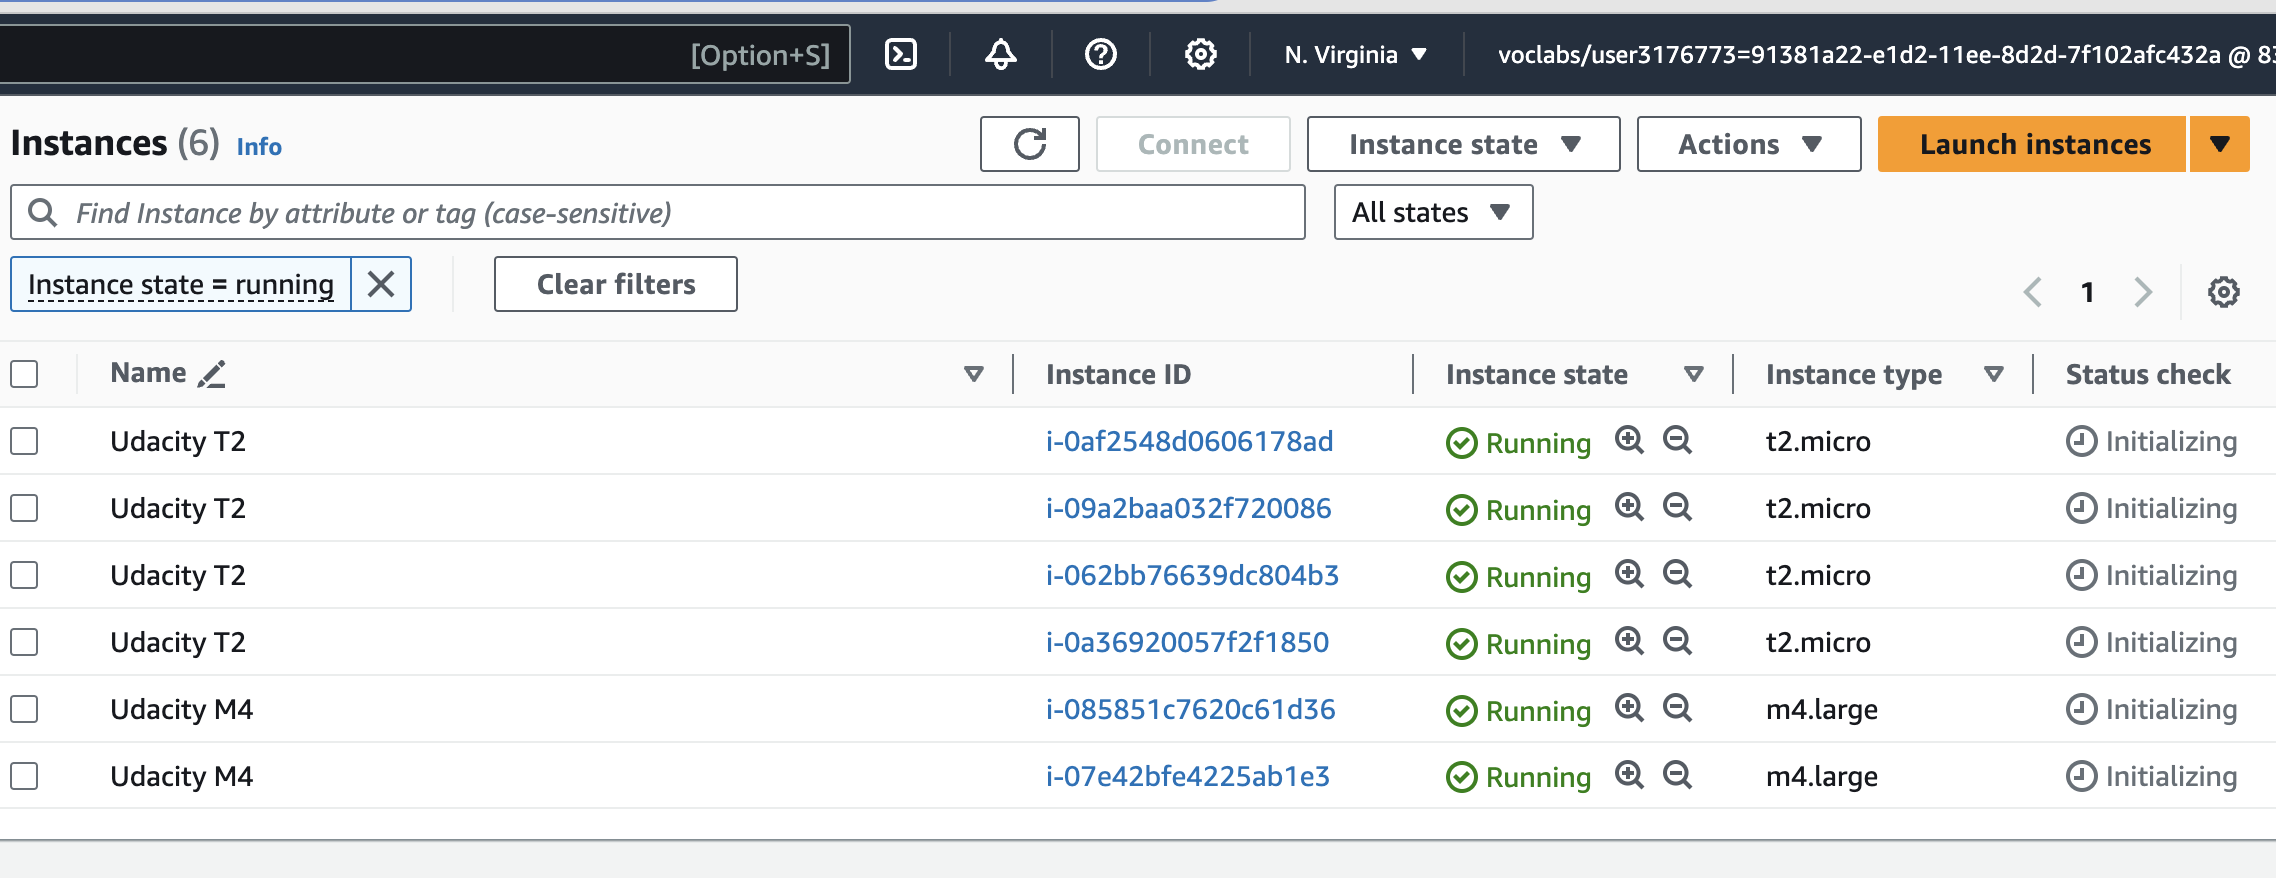 [Option+S] N. Virginia voclabs/user3176773=91381a22-e1d2-11ee-8d2d-7f102afc432a @ 83
Instances (6) Info Connect Instance state Actions Launch instances
Find Instance by attribute or tag (case-sensitive) All states
Instance state = running Clear filters 1
Name Instance ID Instance state Instance type Status check
Udacity T2 i-0af2548d0606178ad Running t2.micro Initializing
Udacity T2 i-09a2baa032f720086 Running t2.micro Initializing
Udacity T2 i-062bb76639dc804b3 Running t2.micro Initializing
Udacity T2 i-0a36920057f2f1850 Running t2.micro Initializing
Udacity M4 i-085851c7620c61d36 Running m4.large Initializing
Udacity M4 i-07e42bfe4225ab1e3 Running m4.large Initializing